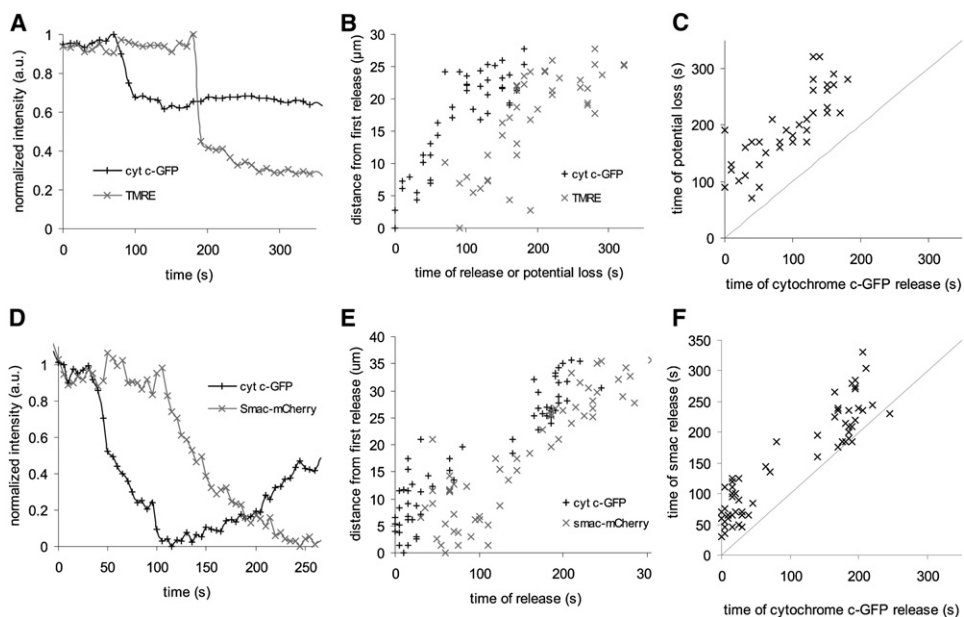 A
normalized intensity (a.u.)
1
0.8
0.6
0.4
0.2
0
cyt c-GFP
TMRE
0 100 200 300
time (s)
B
distance from first release (µm)
30
25
20
15
10
5
0
cyt c-GFP
TMRE
0 100 200 300
time of release or potential loss (s)
C
time of potential loss (s)
300
200
100
0
0 100 200 300
time of cytochrome c-GFP release (s)
D
normalized intensity (a.u.)
1
0.8
0.6
0.4
0.2
0
cyt c-GFP
Smac-mCherry
0 50 100 150 200 250
time (s)
E
distance from first release (um)
40
35
30
25
20
15
10
5
0
cyt c-GFP
smac-mCherry
0 100 200 300
time of release (s)
F
time of smac release (s)
350
300
250
200
150
100
50
0
0 100 200 300
time of cytochrome c-GFP release (s)